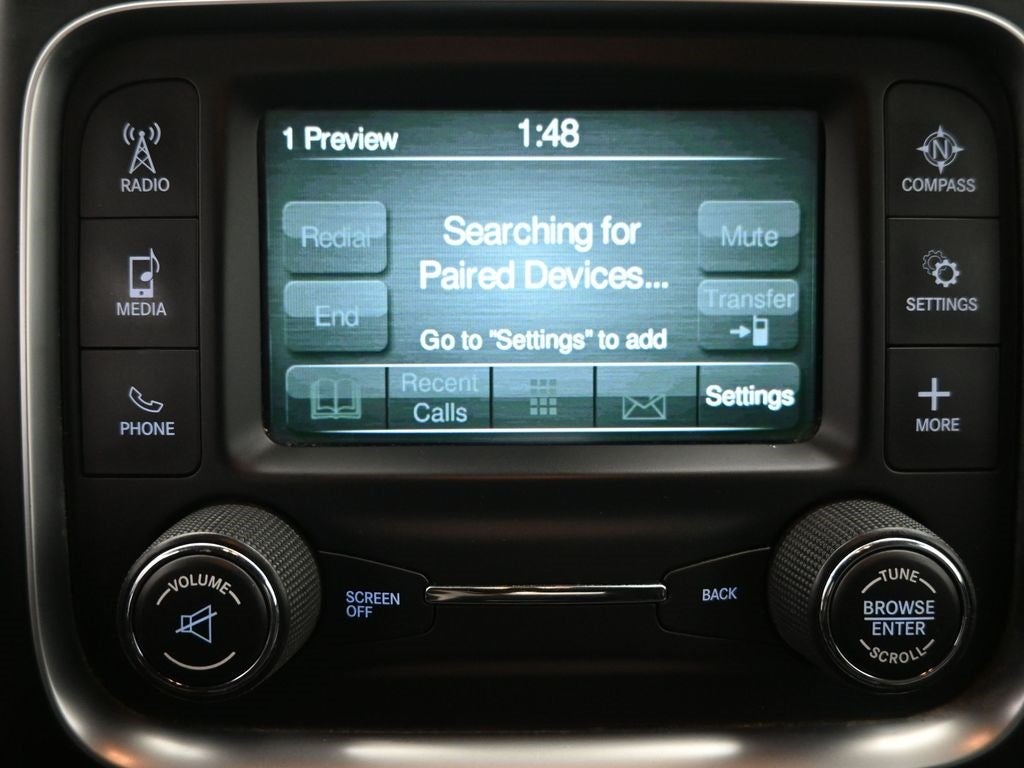 RADIO
MEDIA
PHONE
1 Preview
1:48
Redial
End
Searching for
Paired Devices...
Go to "Settings" to add
Mute
Transfer
Recent
Calls
Settings
N
COMPASS
SETTINGS
MORE
VOLUME
SCREEN
OFF
BACK
TUNE
BROWSE
ENTER
SCROLL